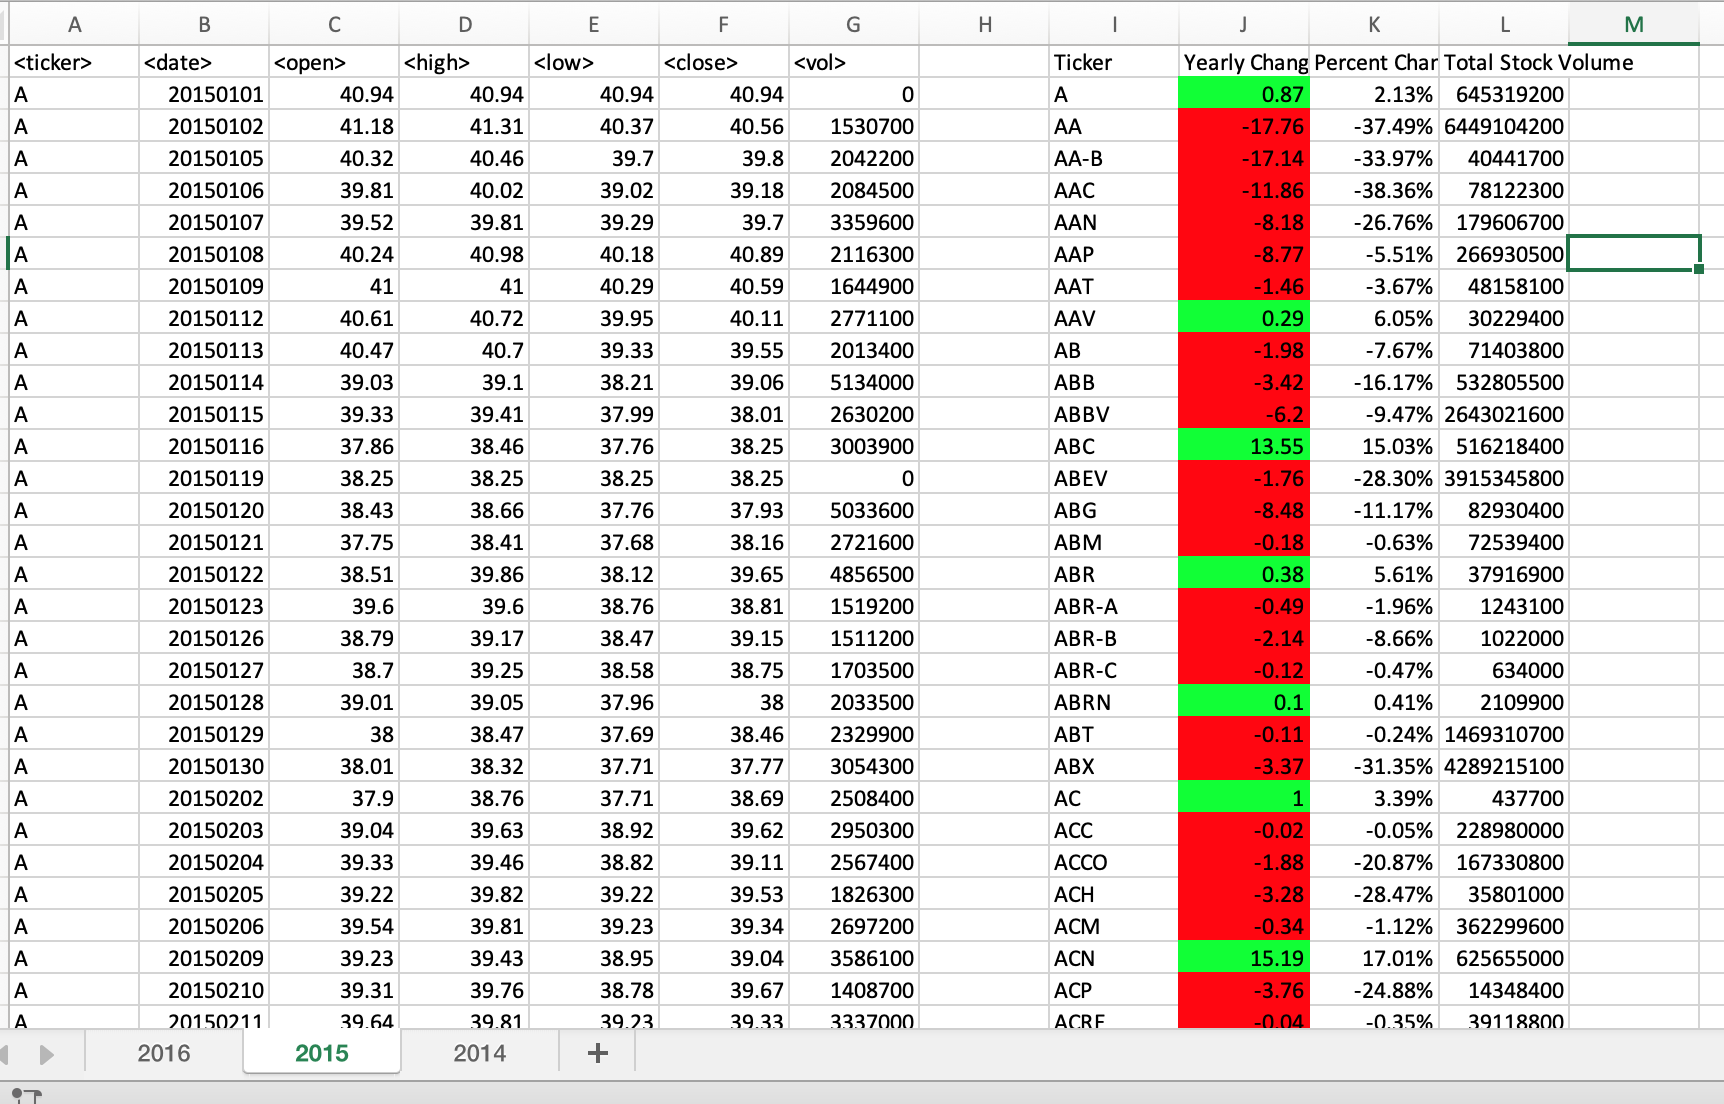 A B C D E F G H I J K L M
<ticker> <date> <open> <high> <low> <close> <vol> Ticker Yearly Chang Percent Char Total Stock Volume
A 20150101 40.94 40.94 40.94 40.94 0 A 0.87 2.13% 645319200
A 20150102 41.18 41.31 40.37 40.56 1530700 AA -17.76 -37.49% 6449104200
A 20150105 40.32 40.46 39.7 39.8 2042200 AA-B -17.14 -33.97% 40441700
A 20150106 39.81 40.02 39.02 39.18 2084500 AAC -11.86 -38.36% 78122300
A 20150107 39.52 39.81 39.29 39.7 3359600 AAN -8.18 -26.76% 179606700
A 20150108 40.24 40.98 40.18 40.89 2116300 AAP -8.77 -5.51% 266930500
A 20150109 41 41 40.29 40.59 1644900 AAT -1.46 -3.67% 48158100
A 20150112 40.61 40.72 39.95 40.11 2771100 AAV 0.29 6.05% 30229400
A 20150113 40.47 40.7 39.33 39.55 2013400 AB -1.98 -7.67% 71403800
A 20150114 39.03 39.1 38.21 39.06 5134000 ABB -3.42 -16.17% 532805500
A 20150115 39.33 39.41 37.99 38.01 2630200 ABBV -6.2 -9.47% 2643021600
A 20150116 37.86 38.46 37.76 38.25 3003900 ABC 13.55 15.03% 516218400
A 20150119 38.25 38.25 38.25 38.25 0 ABEV -1.76 -28.30% 3915345800
A 20150120 38.43 38.66 37.76 37.93 5033600 ABG -8.48 -11.17% 82930400
A 20150121 37.75 38.41 37.68 38.16 2721600 ABM -0.18 -0.63% 72539400
A 20150122 38.51 39.86 38.12 39.65 4856500 ABR 0.38 5.61% 37916900
A 20150123 39.6 39.6 38.76 38.81 1519200 ABR-A -0.49 -1.96% 1243100
A 20150126 38.79 39.17 38.47 39.15 1511200 ABR-B -2.14 -8.66% 1022000
A 20150127 38.7 39.25 38.58 38.75 1703500 ABR-C -0.12 -0.47% 634000
A 20150128 39.01 39.05 37.96 38 2033500 ABRN 0.1 0.41% 2109900
A 20150129 38 38.47 37.69 38.46 2329900 ABT -0.11 -0.24% 1469310700
A 20150130 38.01 38.32 37.71 37.77 3054300 ABX -3.37 -31.35% 4289215100
A 20150202 37.9 38.76 37.71 38.69 2508400 AC 1 3.39% 437700
A 20150203 39.04 39.63 38.92 39.62 2950300 ACC -0.02 -0.05% 228980000
A 20150204 39.33 39.46 38.82 39.11 2567400 ACCO -1.88 -20.87% 167330800
A 20150205 39.22 39.82 39.22 39.53 1826300 ACH -3.28 -28.47% 35801000
A 20150206 39.54 39.81 39.23 39.34 2697200 ACM -0.34 -1.12% 362299600
A 20150209 39.23 39.43 38.95 39.04 3586100 ACN 15.19 17.01% 625655000
A 20150210 39.31 39.76 38.78 39.67 1408700 ACP -3.76 -24.88% 14348400
A 20150211 39.64 39.81 39.23 39.33 3337000 ACRE -0.04 -0.35% 39118800
2016 2015 2014 +